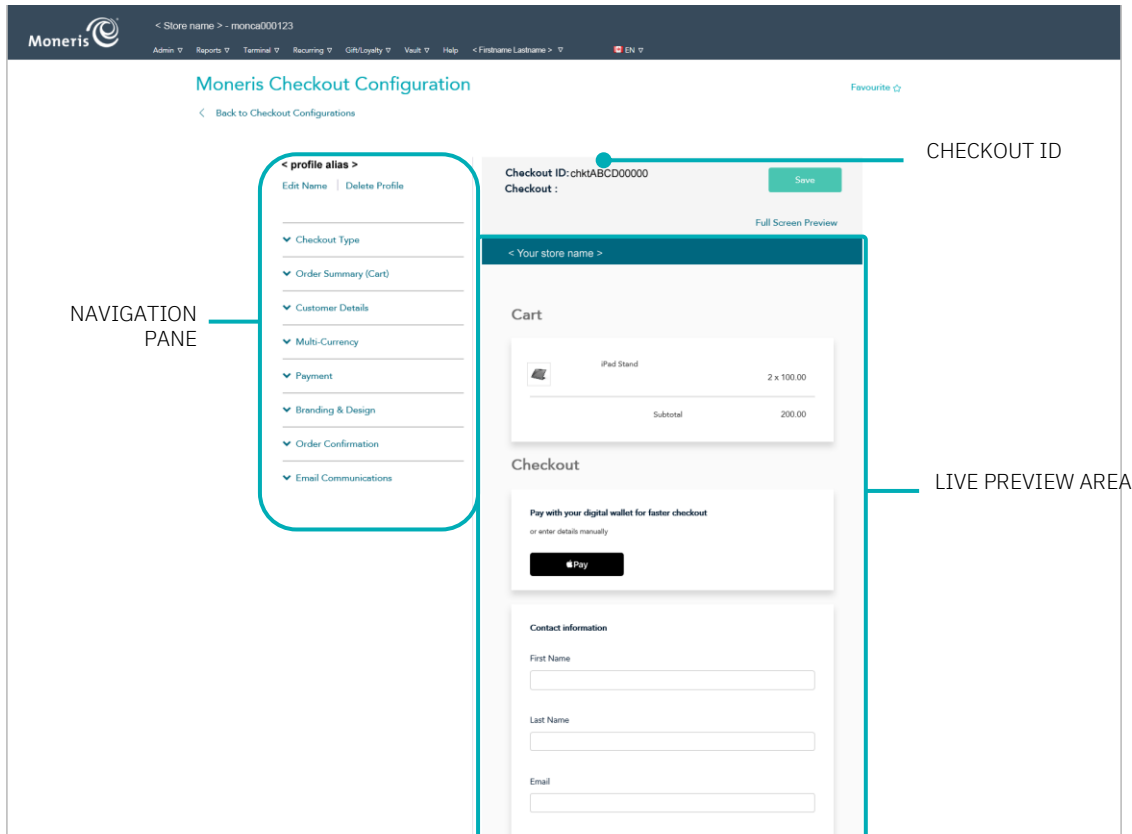 Moneris
< Store name > - monca000123
Admin Reports Terminal Recurring Gift/Loyalty Vault Help < Firstname Lastname > EN
Moneris Checkout Configuration
Favourite
Back to Checkout Configurations
CHECKOUT ID
< profile alias >
Edit Name | Delete Profile
Checkout ID: chktABCD00000
Checkout :
Save
Full Screen Preview
NAVIGATION
PANE
Checkout Type
Order Summary (Cart)
Customer Details
Multi-Currency
Payment
Branding & Design
Order Confirmation
Email Communications
< Your store name >
Cart
iPad Stand
2 x 100.00
Subtotal 200.00
Checkout
LIVE PREVIEW AREA
Pay with your digital wallet for faster checkout
or enter details manually
Pay
Contact information
First Name
Last Name
Email